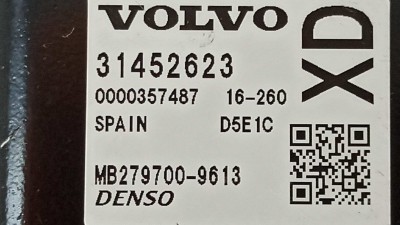 VOLVO
XD
31452623
0000357487 16-260
SPAIN D5E1C
MB279700-9613
DENSO